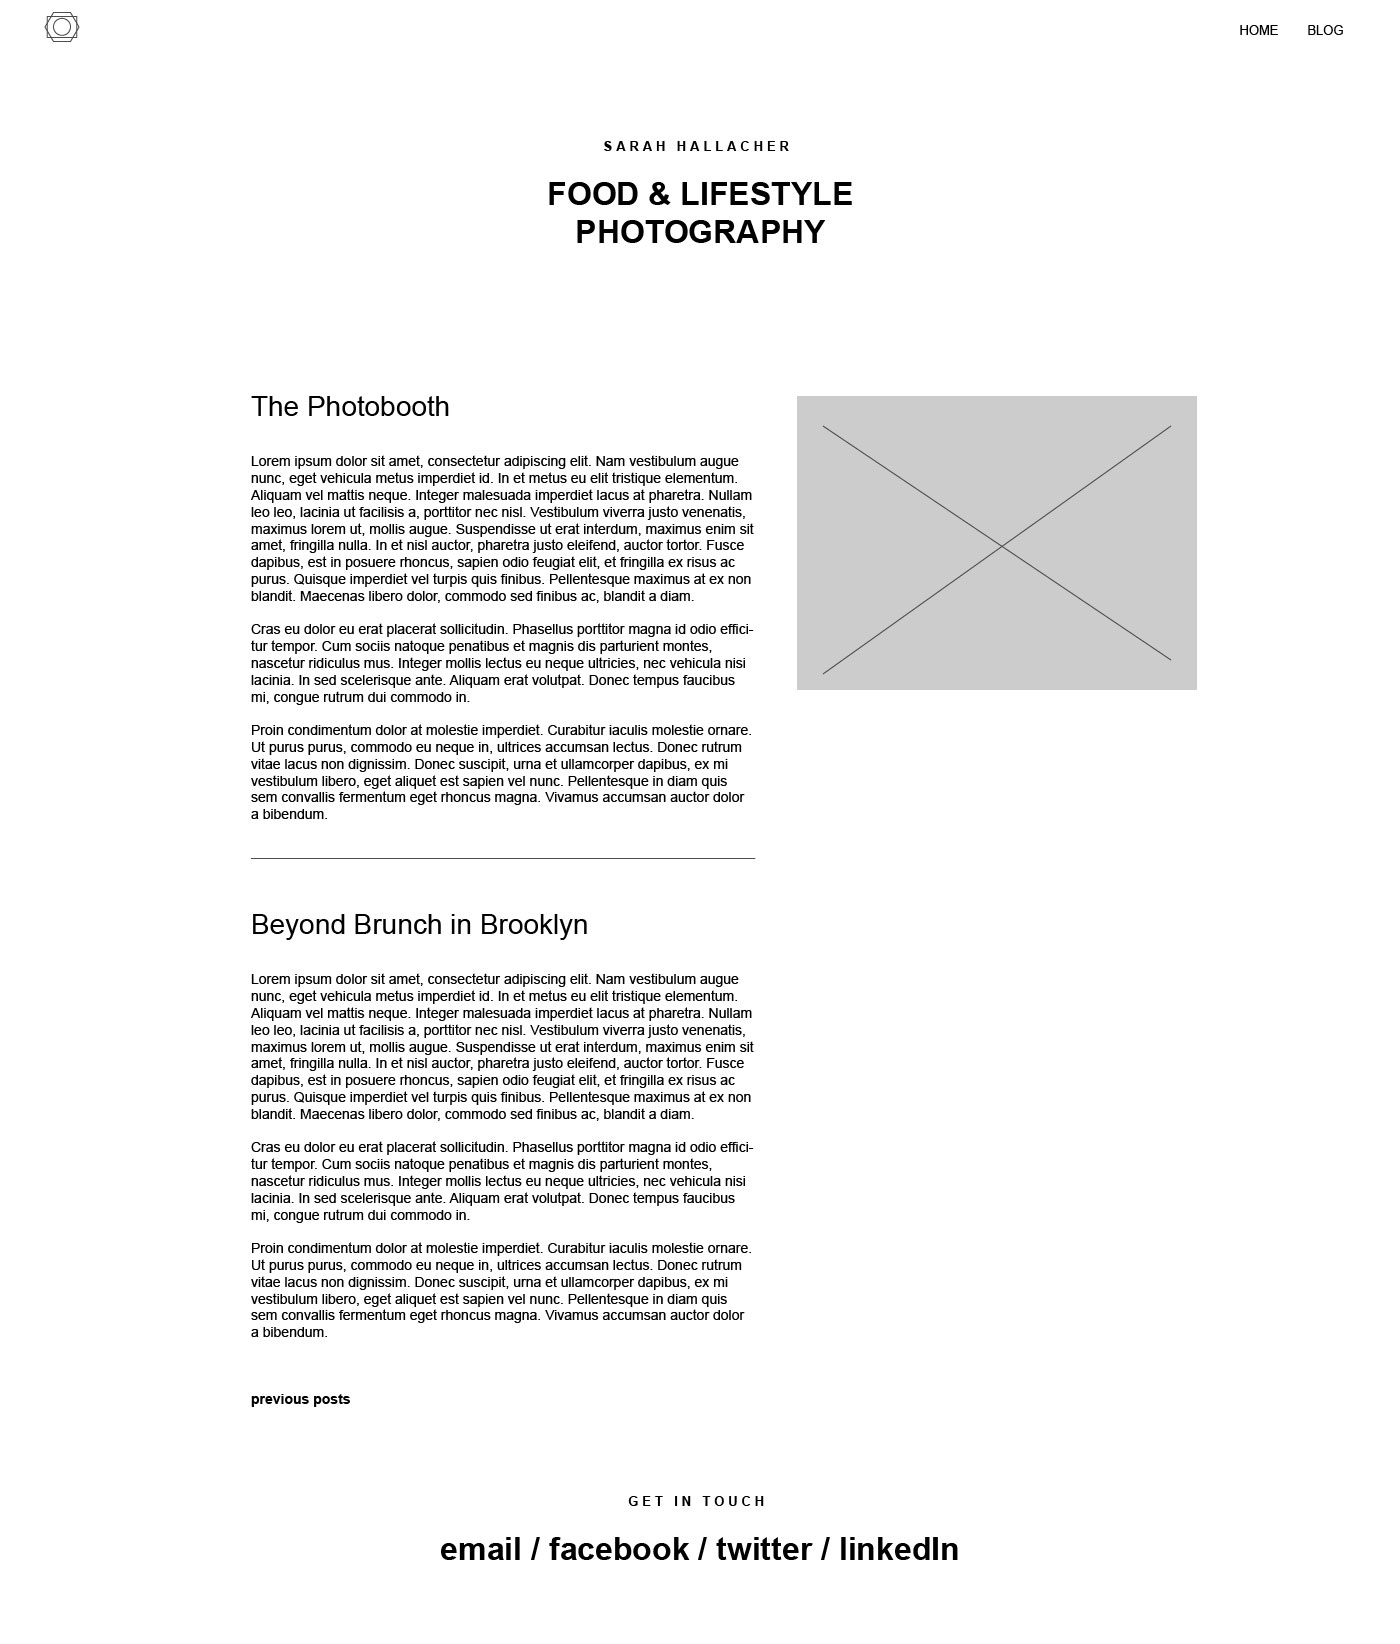 HOME BLOG
SARAH HALLACHER
FOOD & LIFESTYLE
PHOTOGRAPHY
The Photobooth
Lorem ipsum dolor sit amet, consectetur adipiscing elit. Nam vestibulum augue
nunc, eget vehicula metus imperdiet id. In et metus eu elit tristique elementum.
Aliquam vel mattis neque. Integer malesuada imperdiet lacus at pharetra. Nullam
leo leo, lacinia ut facilisis a, porttitor nec nisl. Vestibulum viverra justo venenatis,
maximus lorem ut, mollis augue. Suspendisse ut erat interdum, maximus enim sit
amet, fringilla nulla. In et nisl auctor, pharetra justo eleifend, auctor tortor. Fusce
dapibus, est in posuere rhoncus, sapien odio feugiat elit, et fringilla ex risus ac
purus. Quisque imperdiet vel turpis quis finibus. Pellentesque maximus at ex non
blandit. Maecenas libero dolor, commodo sed finibus ac, blandit a diam.
Cras eu dolor eu erat placerat sollicitudin. Phasellus porttitor magna id odio effici-
tur tempor. Cum sociis natoque penatibus et magnis dis parturient montes,
nascetur ridiculus mus. Integer mollis lectus eu neque ultricies, nec vehicula nisi
lacinia. In sed scelerisque ante. Aliquam erat volutpat. Donec tempus faucibus
mi, congue rutrum dui commodo in.
Proin condimentum dolor at molestie imperdiet. Curabitur iaculis molestie ornare.
Ut purus purus, commodo eu neque in, ultrices accumsan lectus. Donec rutrum
vitae lacus non dignissim. Donec suscipit, urna et ullamcorper dapibus, ex mi
vestibulum libero, eget aliquet est sapien vel nunc. Pellentesque in diam quis
sem convallis fermentum eget rhoncus magna. Vivamus accumsan auctor dolor
a bibendum.
Beyond Brunch in Brooklyn
Lorem ipsum dolor sit amet, consectetur adipiscing elit. Nam vestibulum augue
nunc, eget vehicula metus imperdiet id. In et metus eu elit tristique elementum.
Aliquam vel mattis neque. Integer malesuada imperdiet lacus at pharetra. Nullam
leo leo, lacinia ut facilisis a, porttitor nec nisl. Vestibulum viverra justo venenatis,
maximus lorem ut, mollis augue. Suspendisse ut erat interdum, maximus enim sit
amet, fringilla nulla. In et nisl auctor, pharetra justo eleifend, auctor tortor. Fusce
dapibus, est in posuere rhoncus, sapien odio feugiat elit, et fringilla ex risus ac
purus. Quisque imperdiet vel turpis quis finibus. Pellentesque maximus at ex non
blandit. Maecenas libero dolor, commodo sed finibus ac, blandit a diam.
Cras eu dolor eu erat placerat sollicitudin. Phasellus porttitor magna id odio effici-
tur tempor. Cum sociis natoque penatibus et magnis dis parturient montes,
nascetur ridiculus mus. Integer mollis lectus eu neque ultricies, nec vehicula nisi
lacinia. In sed scelerisque ante. Aliquam erat volutpat. Donec tempus faucibus
mi, congue rutrum dui commodo in.
Proin condimentum dolor at molestie imperdiet. Curabitur iaculis molestie ornare.
Ut purus purus, commodo eu neque in, ultrices accumsan lectus. Donec rutrum
vitae lacus non dignissim. Donec suscipit, urna et ullamcorper dapibus, ex mi
vestibulum libero, eget aliquet est sapien vel nunc. Pellentesque in diam quis
sem convallis fermentum eget rhoncus magna. Vivamus accumsan auctor dolor
a bibendum.
previous posts
GET IN TOUCH
email / facebook / twitter / linkedIn